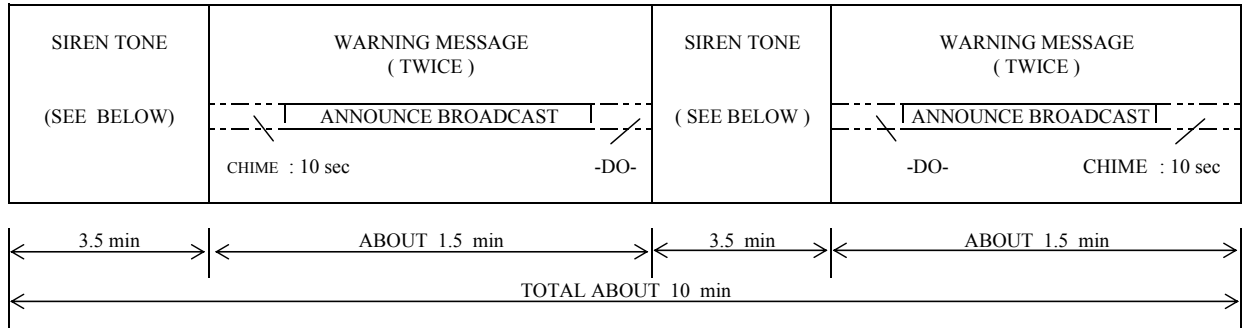 SIREN TONE
(SEE BELOW)
WARNING MESSAGE
( TWICE )
ANNOUNCE BROADCAST
CHIME : 10 sec
-DO-
SIREN TONE
( SEE BELOW )
WARNING MESSAGE
( TWICE )
ANNOUNCE BROADCAST
-DO-
CHIME : 10 sec
3.5 min
ABOUT 1.5 min
3.5 min
ABOUT 1.5 min
TOTAL ABOUT 10 min